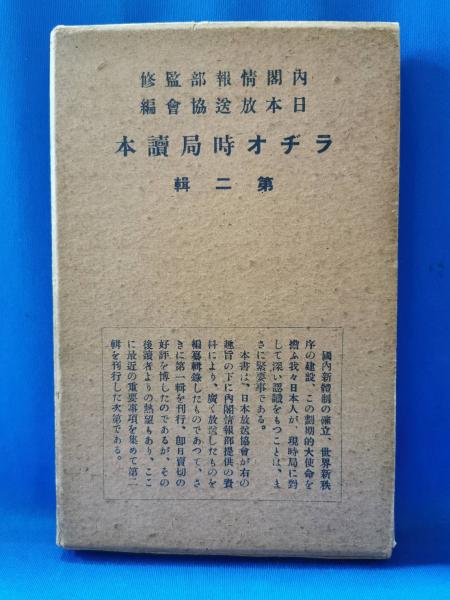 內閣情報部監修
日本放送協會編
ラヂオ時局讀本
第二輯
國內新體制の確立、世界新秩
序の建設、この劃期的大使命を
擔ふ我々日本人が、現時局に對
して深い認識をもつことは、ま
さに緊要事である。
本書は、日本放送協會が右の
趣旨の下に內閣情報部提供の資
料により、廣く放送したものを
編纂輯錄したものであつて、さ
きに第一輯を刊行、卽日賣切の
好評を博したのであるが、その
後讀者よりの熱望もあり、ここ
に最近の重要事項を集めて第二
輯を刊行した次第である。